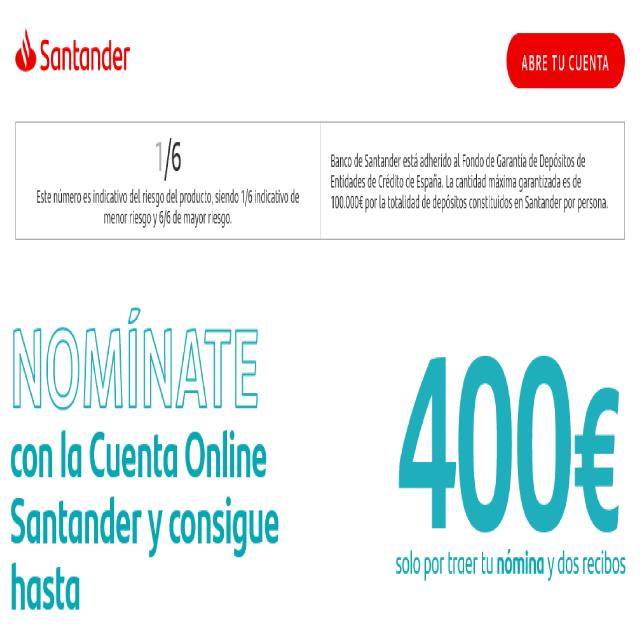 Santander
ABRE TU CUENTA
1/6
Este número es indicativo del riesgo del producto, siendo 1/6 indicativo de
menor riesgo y 6/6 de mayor riesgo.
Banco de Santander está adherido al Fondo de Garantía de Depósitos de
Entidades de Crédito de España. La cantidad máxima garantizada es de
100.000€ por la totalidad de depósitos constituidos en Santander por persona.
NOMÍNATE
con la Cuenta Online
Santander y consigue
hasta
400€
solo por traer tu nómina y dos recibos